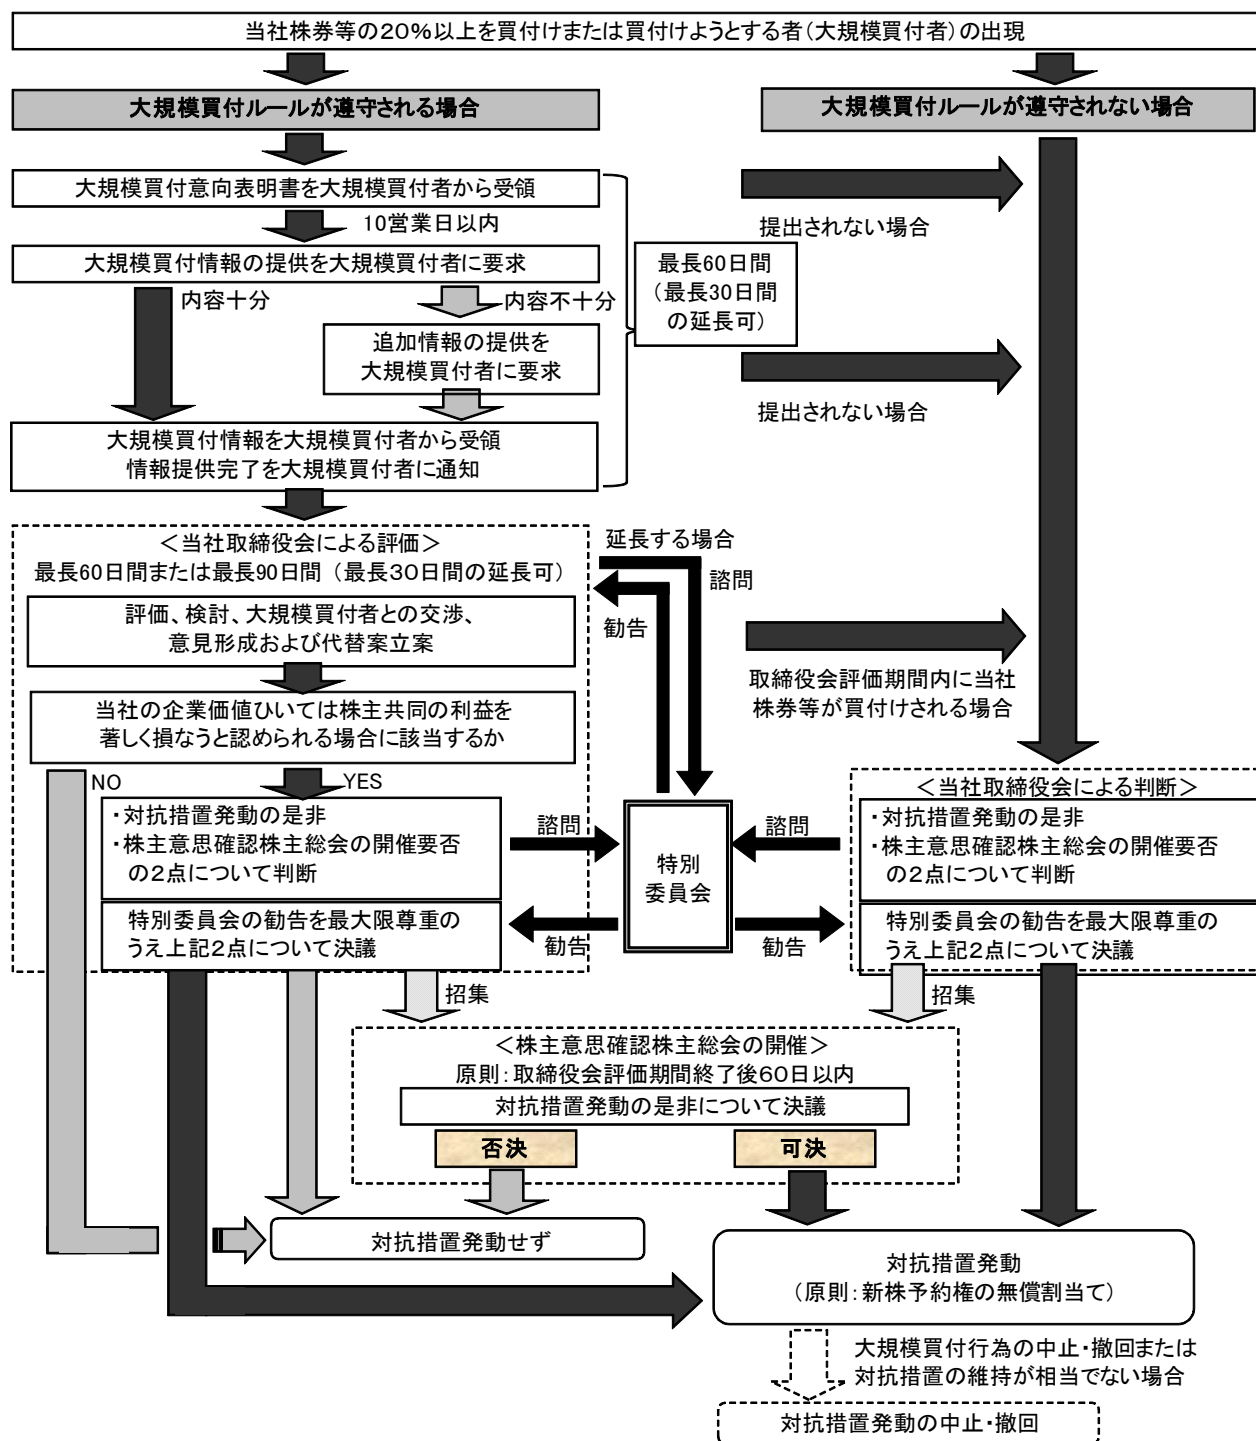 当社株券等の20%以上を買付けまたは買付けようとする者(大規模買付者)の出現
大規模買付ルールが遵守される場合
大規模買付ルールが遵守されない場合
大規模買付意向表明書を大規模買付者から受領
10営業日以内
提出されない場合
大規模買付情報の提供を大規模買付者に要求
最長60日間
(最長30日間
の延長可)
内容十分
内容不十分
追加情報の提供を
大規模買付者に要求
提出されない場合
大規模買付情報を大規模買付者から受領
情報提供完了を大規模買付者に通知
<当社取締役会による評価>
最長60日間または最長90日間 (最長30日間の延長可)
延長する場合
諮問
勧告
評価、検討、大規模買付者との交渉、
意見形成および代替案立案
取締役会評価期間内に当社
株券等が買付けされる場合
当社の企業価値ひいては株主共同の利益を
著しく損なうと認められる場合に該当するか
NO
YES
・対抗措置発動の是非
・株主意思確認株主総会の開催要否
の2点について判断
特別委員会の勧告を最大限尊重の
うえ上記2点について決議
諮問
勧告
特別
委員会
諮問
勧告
<当社取締役会による判断>
・対抗措置発動の是非
・株主意思確認株主総会の開催要否
の2点について判断
特別委員会の勧告を最大限尊重の
うえ上記2点について決議
招集
招集
<株主意思確認株主総会の開催>
原則:取締役会評価期間終了後60日以内
対抗措置発動の是非について決議
否決
可決
対抗措置発動せず
対抗措置発動
(原則:新株予約権の無償割当て)
大規模買付行為の中止・撤回または
対抗措置の維持が相当でない場合
対抗措置発動の中止・撤回